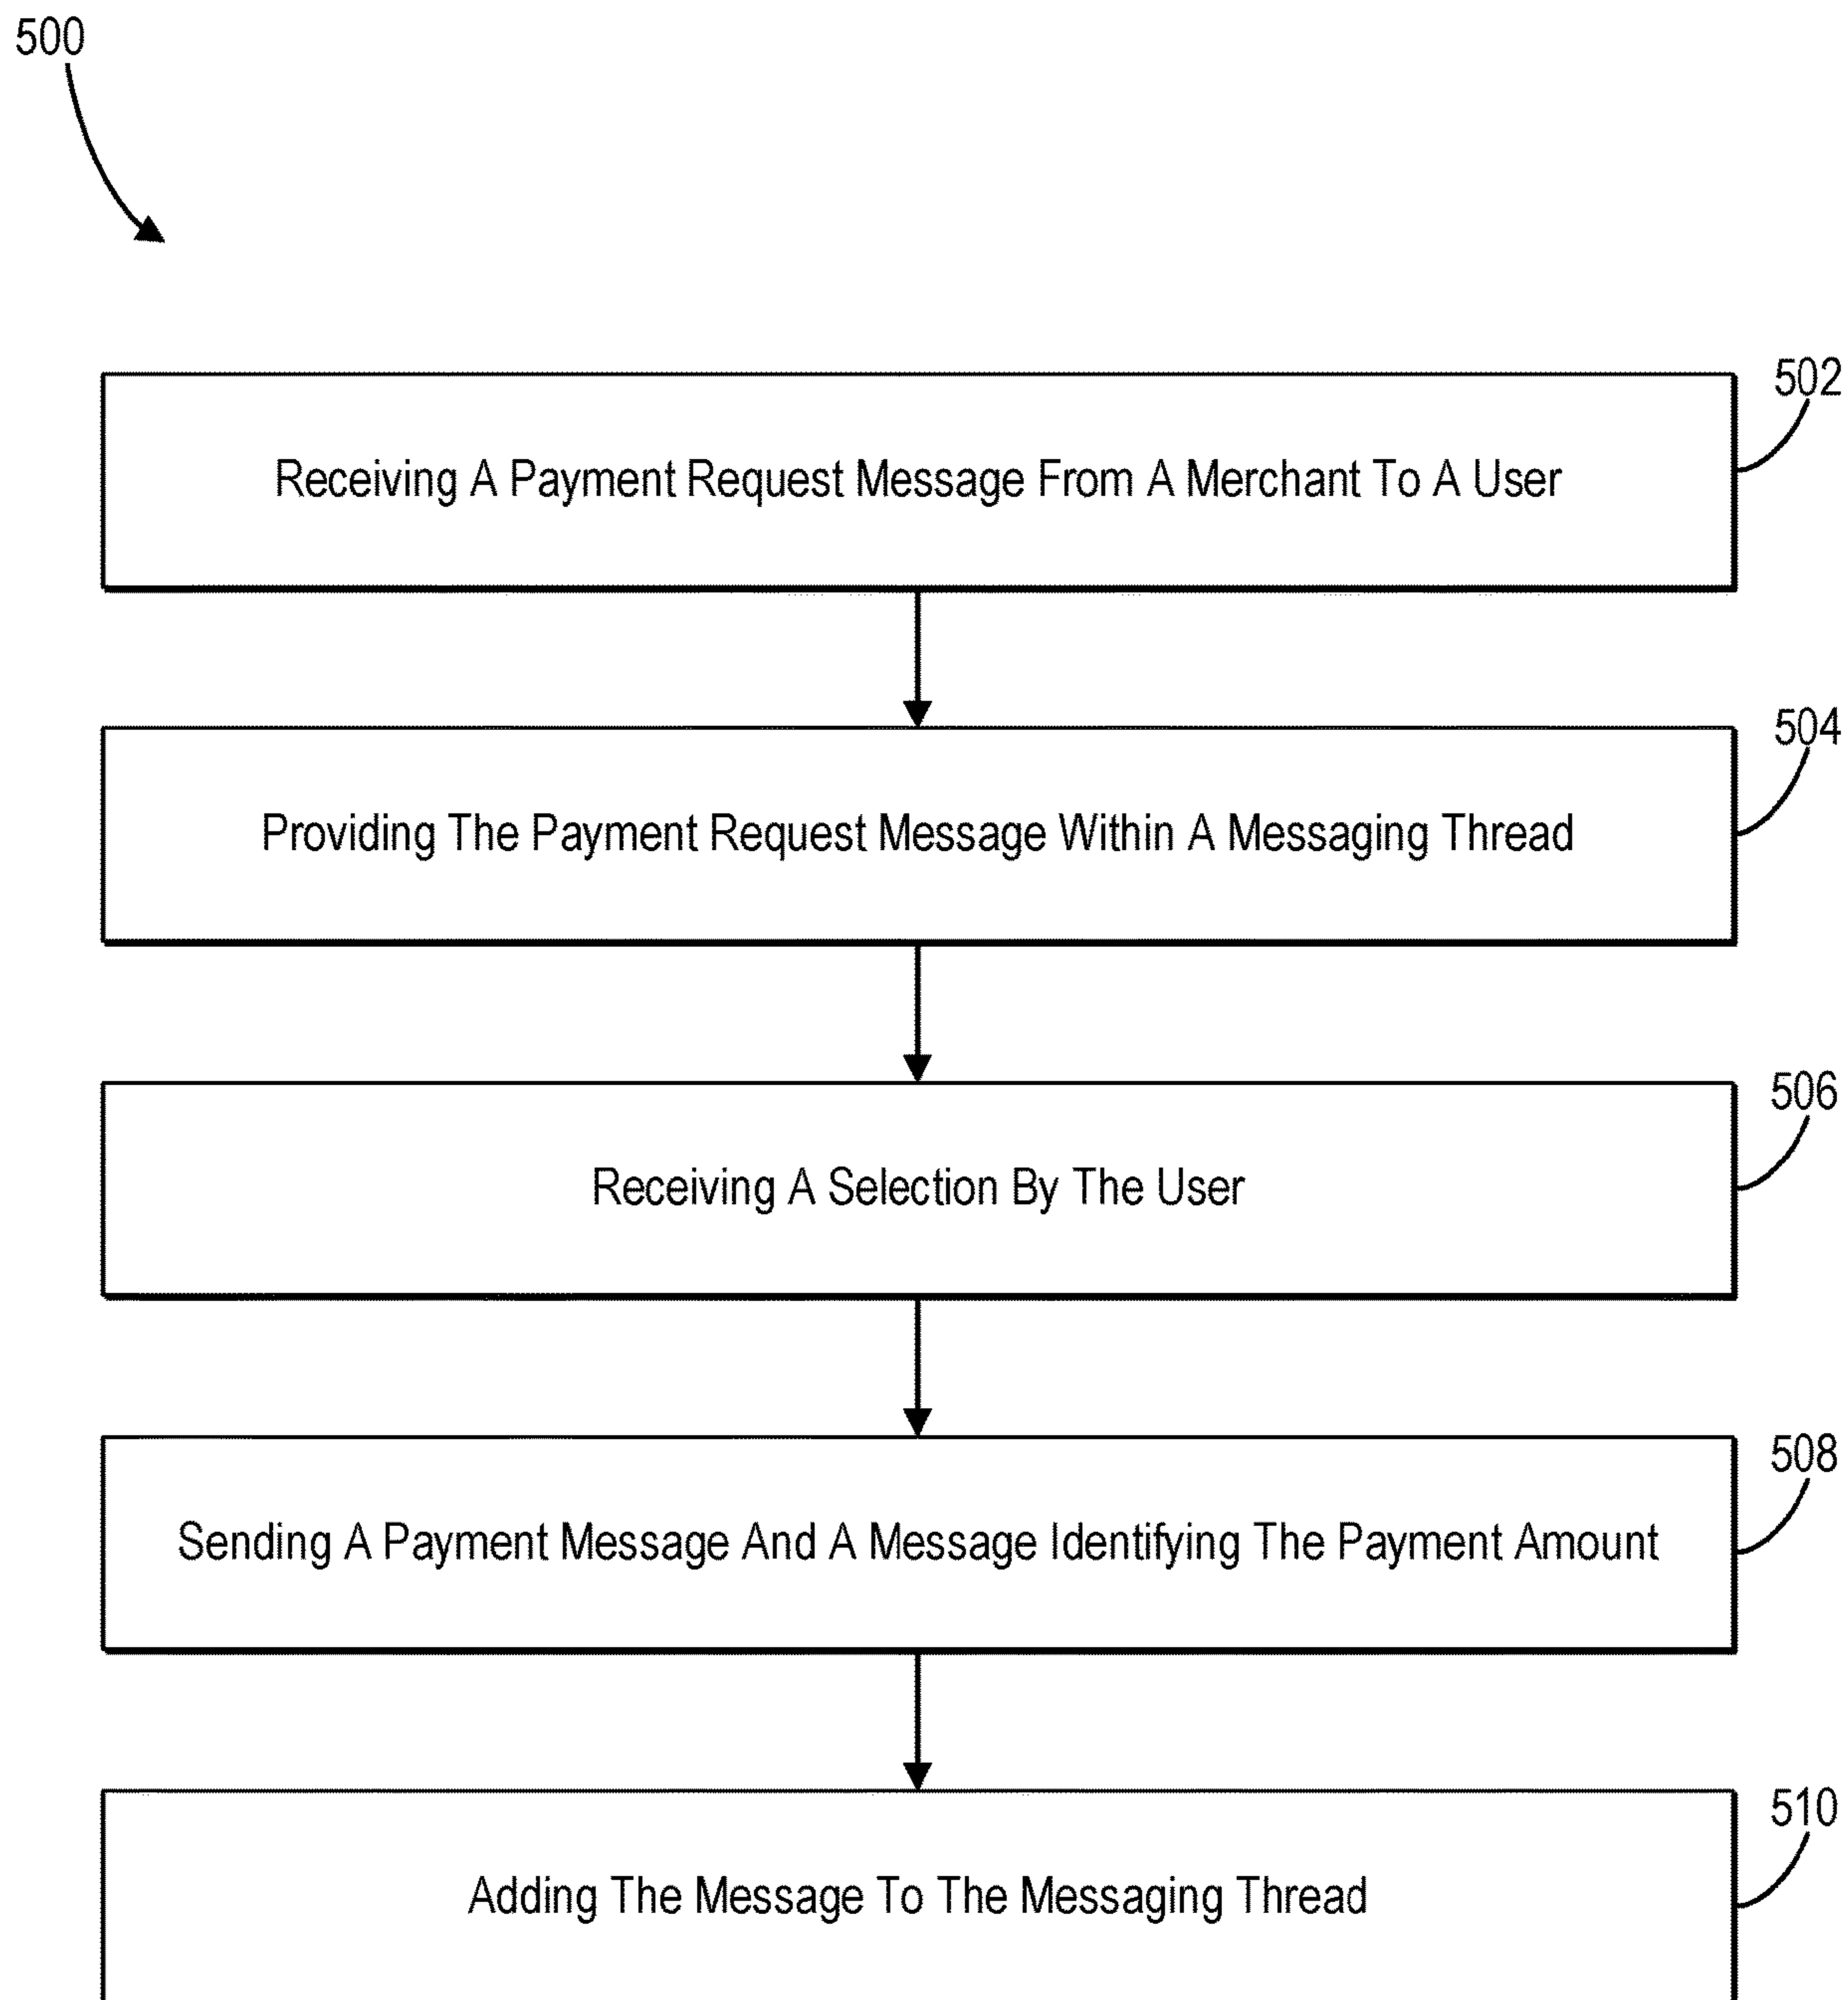 500
502
Receiving A Payment Request Message From A Merchant To A User
504
Providing The Payment Request Message Within A Messaging Thread
506
Receiving A Selection By The User
508
Sending A Payment Message And A Message Identifying The Payment Amount
510
Adding The Message To The Messaging Thread